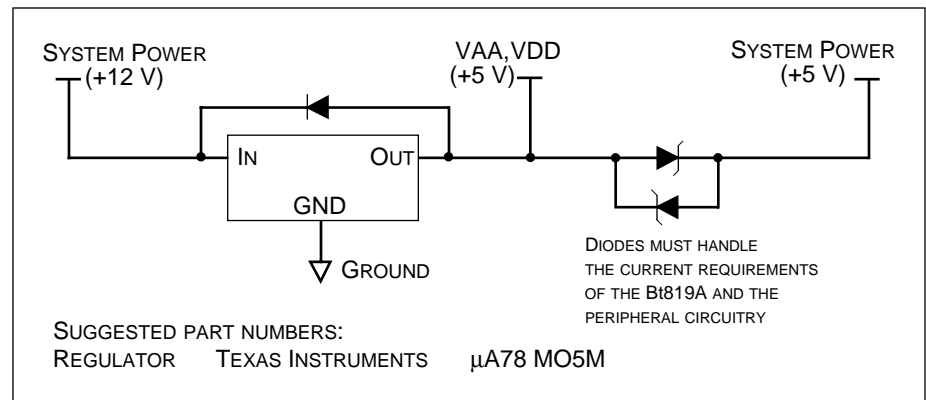 SYSTEM POWER
(+12 V)
VAA,VDD
(+5 V)
SYSTEM POWER
(+5 V)
IN
OUT
GND
GROUND
DIODES MUST HANDLE
THE CURRENT REQUIREMENTS
OF THE Bt819A AND THE
PERIPHERAL CIRCUITRY
SUGGESTED PART NUMBERS:
REGULATOR TEXAS INSTRUMENTS μA78 MO5M